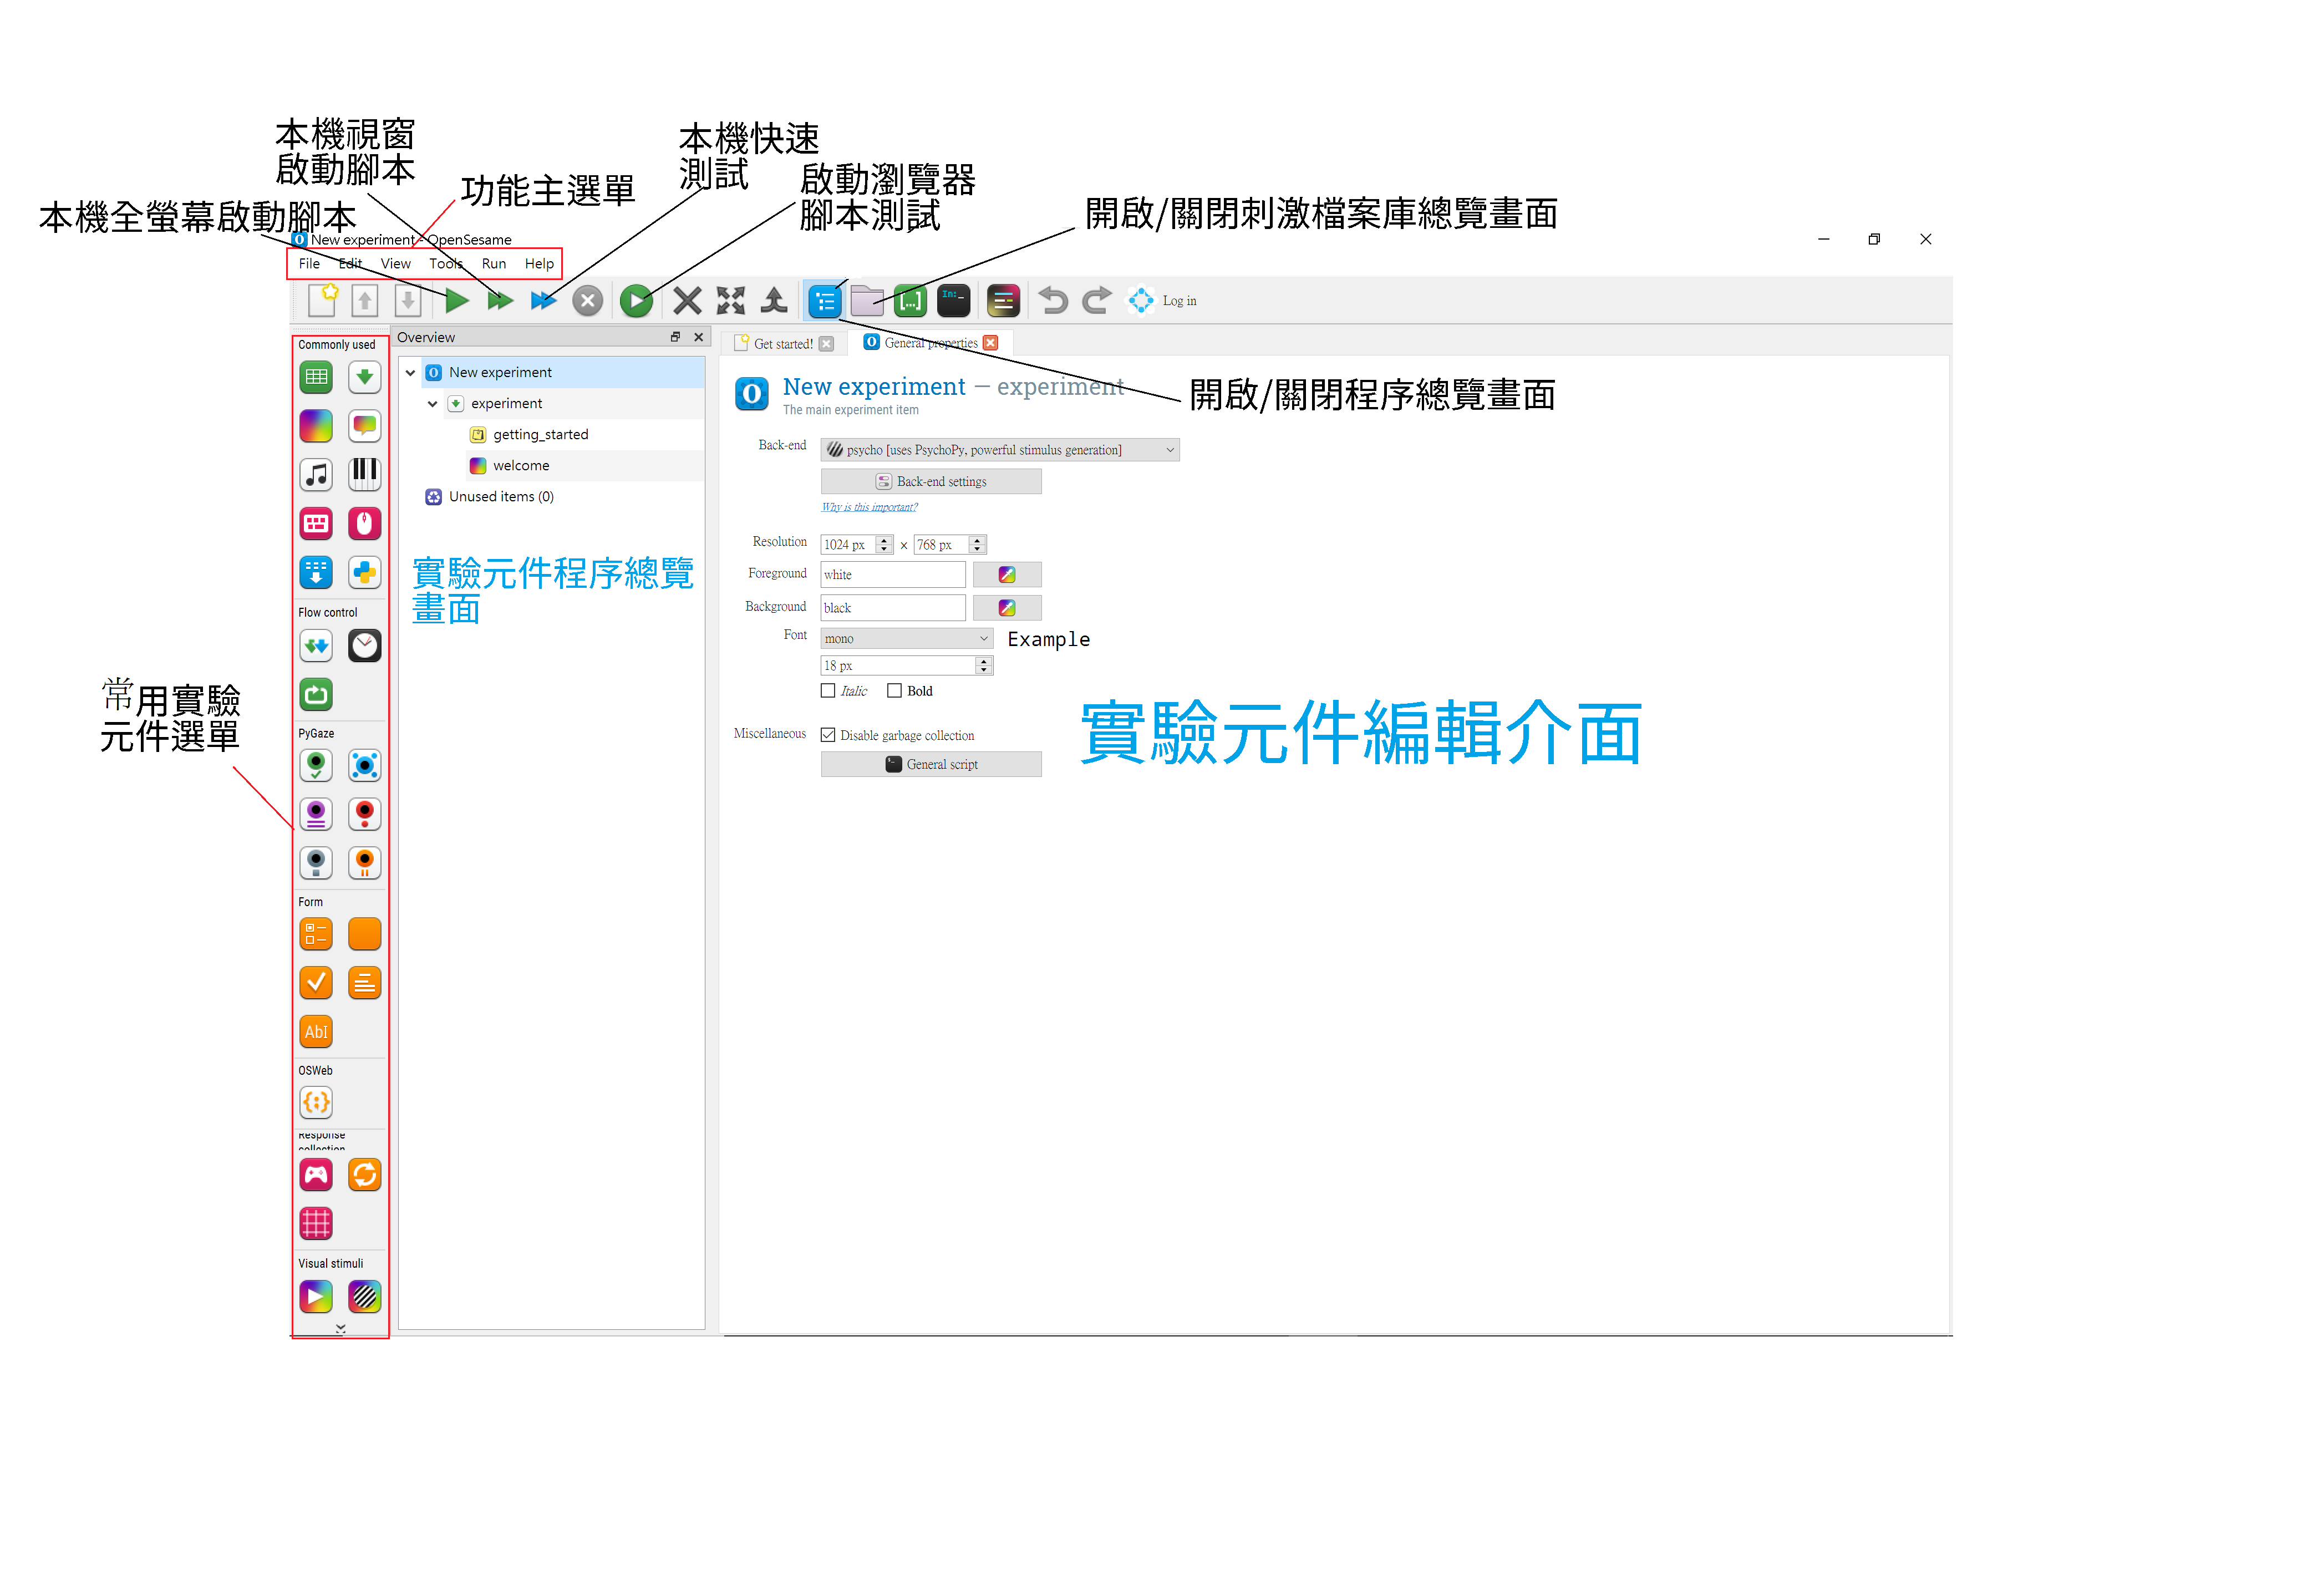 本機視窗
啟動腳本
功能主選單
本機快速
測試
啟動瀏覽器
腳本測試
本機全螢幕啟動腳本
開啟/關閉刺激檔案庫總覽畫面
New experiment - OpenSesame
File Edit View Tools Run Help
In:_
Log in
Commonly used
Overview
Get started!
General properties
New experiment
experiment
getting_started
welcome
Unused items (0)
實驗元件程序總覽
畫面
New experiment — experiment
The main experiment item
開啟/關閉程序總覽畫面
Back-end
psycho [uses PsychoPy, powerful stimulus generation]
Back-end settings
Why is this important?
Resolution
1024 px × 768 px
Foreground
white
Background
black
Font
mono
Example
18 px
Italic
Bold
Miscellaneous
Disable garbage collection
General script
實驗元件編輯介面
常用實驗
元件選單
Flow control
PyGaze
Form
AbI
OSWeb
Response
collection
Visual stimuli